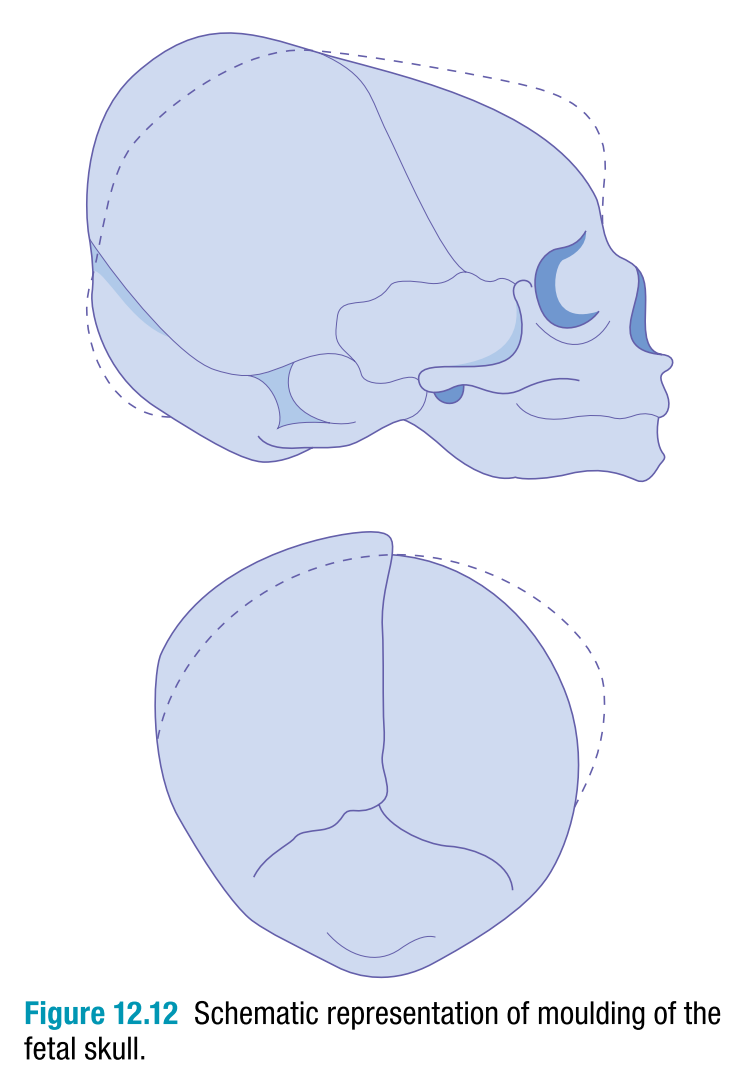 Figure 12.12 Schematic representation of moulding of the
fetal skull.